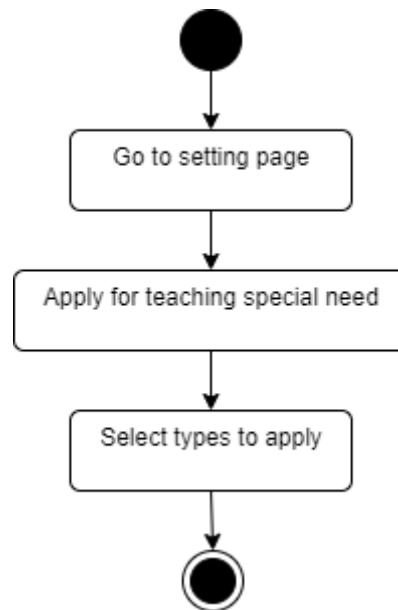 Go to setting page
Apply for teaching special need
Select types to apply